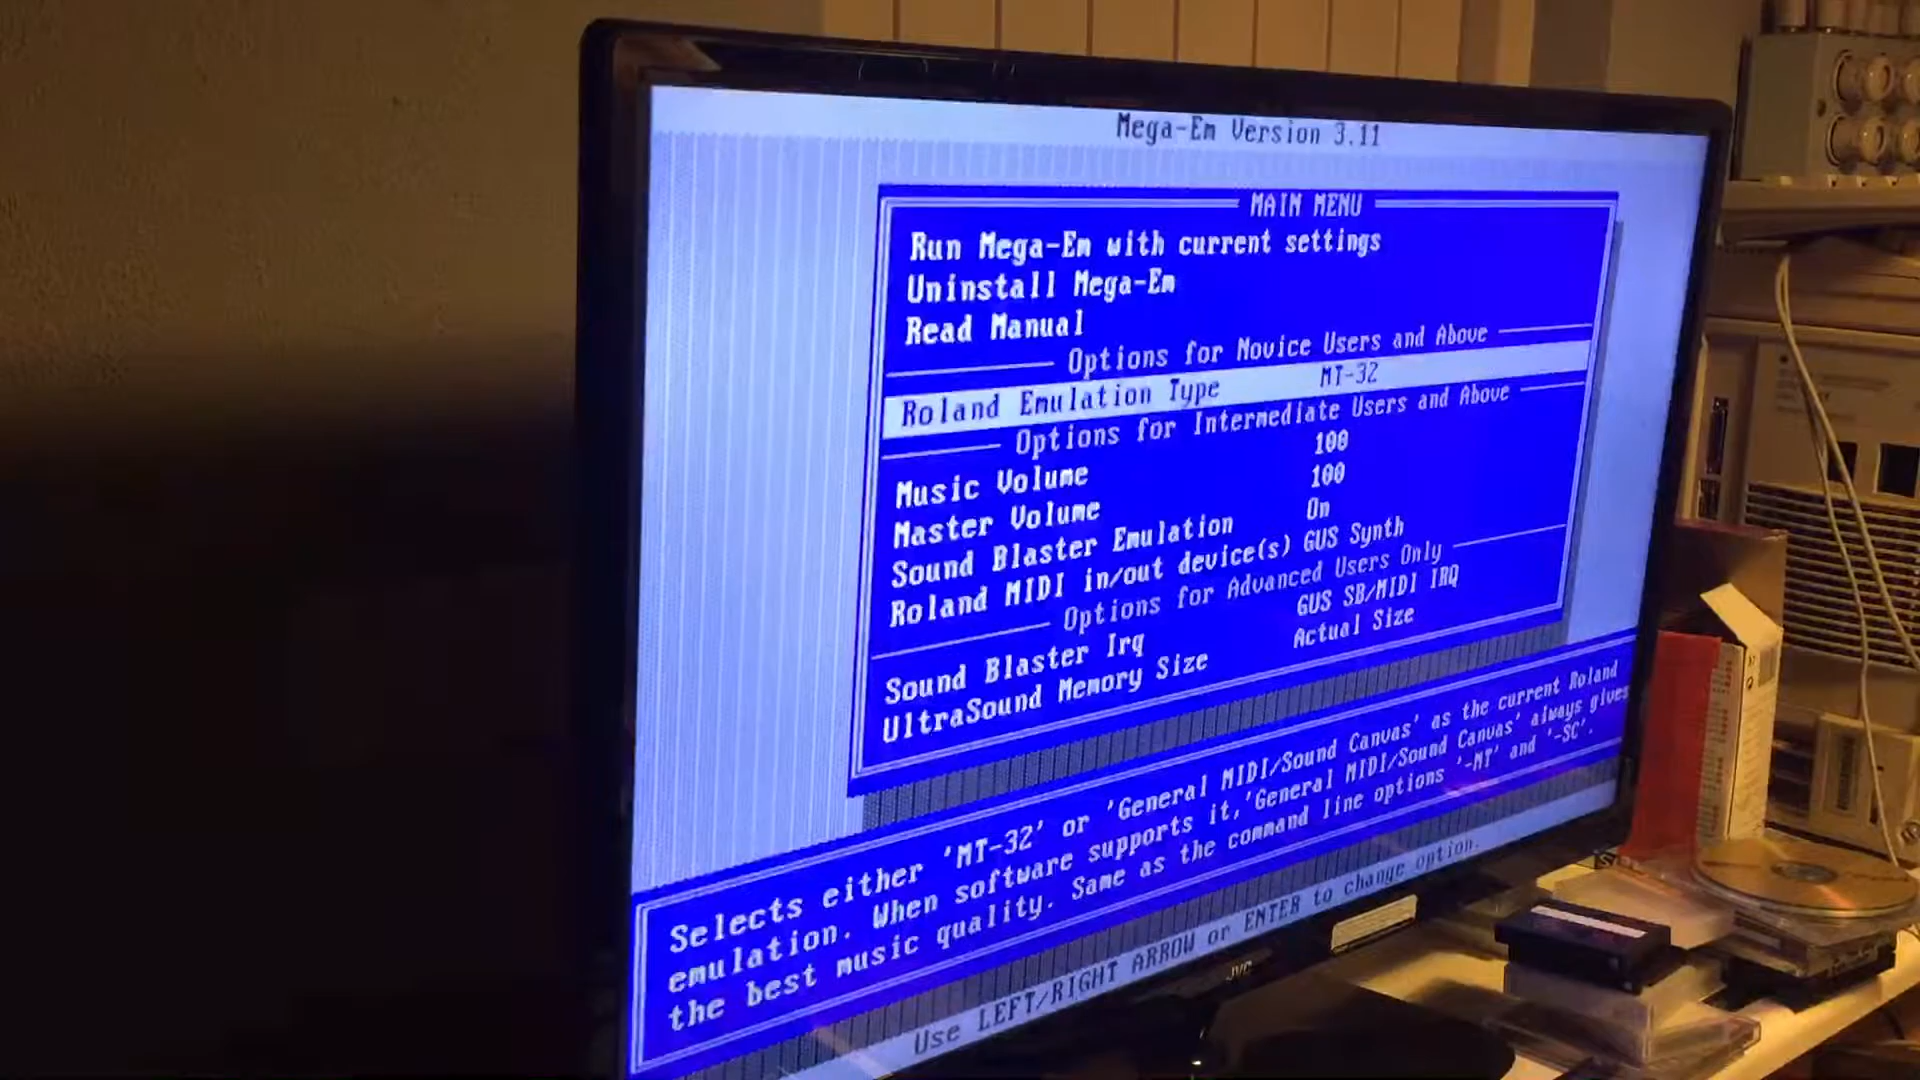 Mega-Em Version 3.11
MAIN MENU
Run Mega-Em with current settings
Uninstall Mega-Em
Read Manual
Options for Novice Users and Above
Roland Emulation Type MT-32
Options for Intermediate Users and Above
Music Volume 100
Master Volume 100
Sound Blaster Emulation On
Roland MIDI in/out device(s) GUS Synth
Options for Advanced Users Only
Sound Blaster Irq GUS SB/MIDI IRQ
UltraSound Memory Size Actual Size
Selects either 'MT-32' or 'General MIDI/Sound Canvas' as the current Roland
emulation. When software supports it,'General MIDI/Sound Canvas' always gives
the best music quality. Same as the command line options '-MT' and '-SC'.
Use LEFT/RIGHT ARROW or ENTER to change option.
JVC